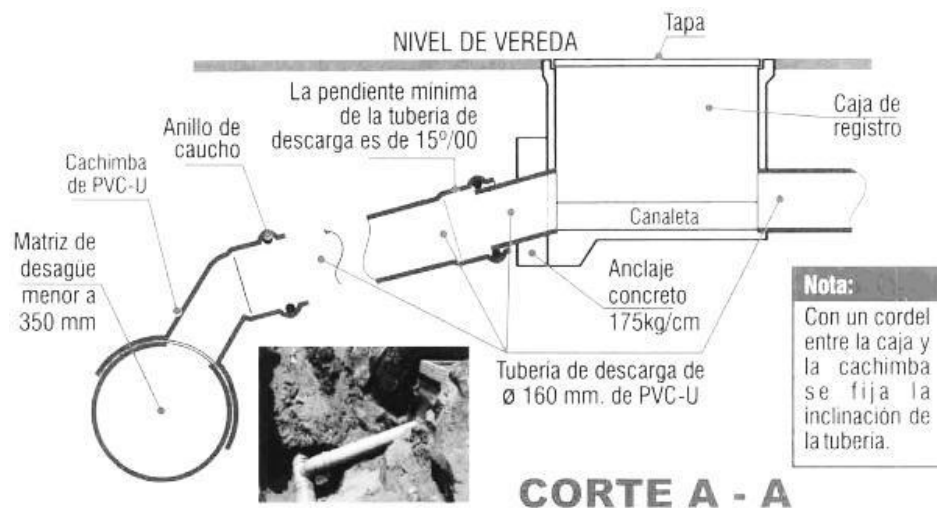 Tapa
NIVEL DE VEREDA
La pendiente mínima
de la tubería de
descarga es de 15º/00
Anillo de
caucho
Caja de
registro
Cachimba
de PVC-U
Matriz de
desagüe
menor a
350 mm
Canaleta
Anclaje
concreto
175kg/cm
Tubería de descarga de
Ø 160 mm. de PVC-U
Nota:
Con un cordel
entre la caja y
la cachimba
se fija la
inclinación de
la tubería.
CORTE A - A